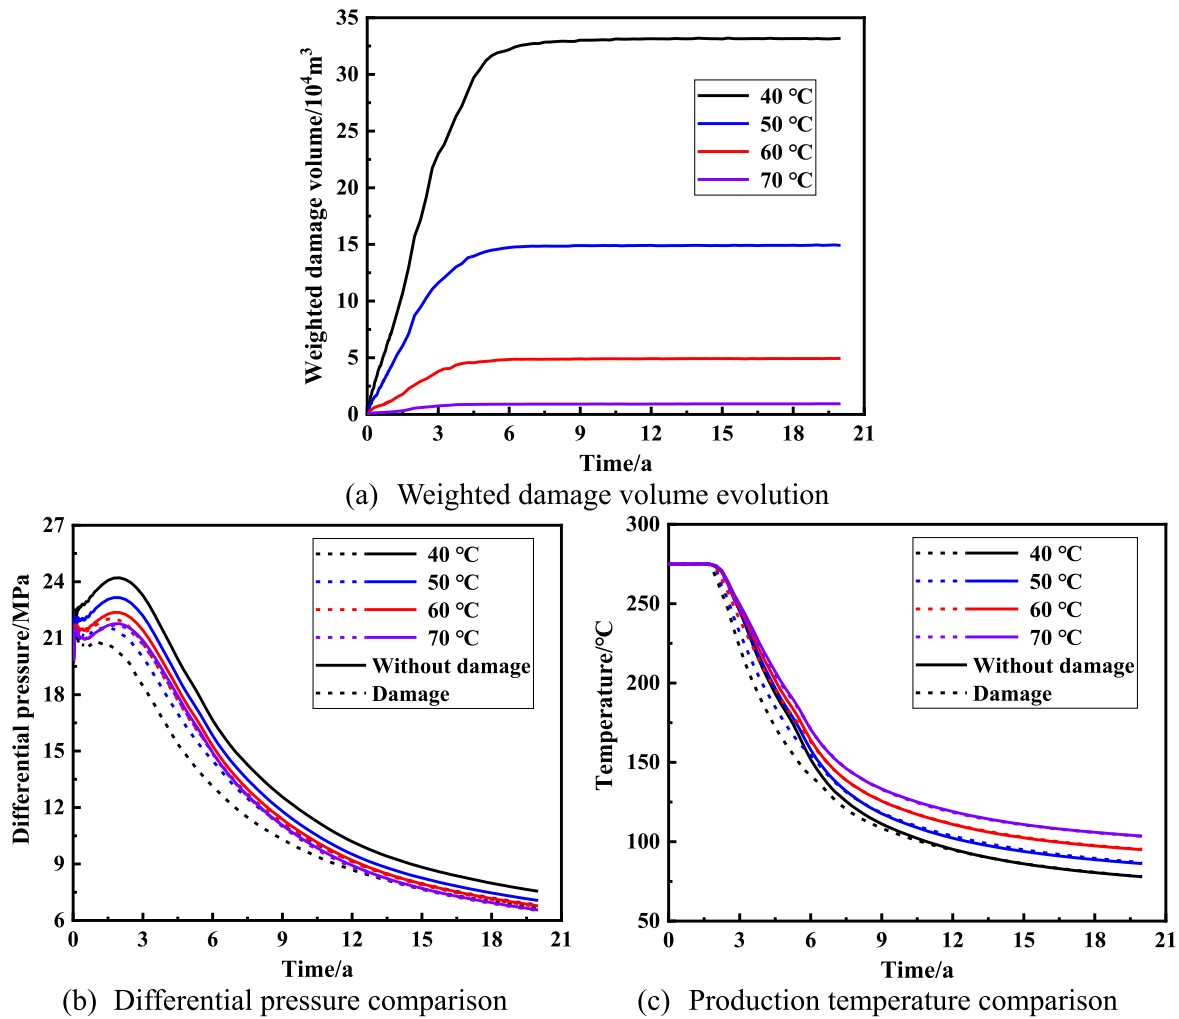 35
30
25
20
15
10
5
0
Weighted damage volume/10⁴m³
40 °C
50 °C
60 °C
70 °C
0 3 6 9 12 15 18 21
Time/a
(a) Weighted damage volume evolution
27
24
21
18
15
12
9
6
Differential pressure/MPa
40 °C
50 °C
60 °C
70 °C
Without damage
Damage
0 3 6 9 12 15 18 21
Time/a
(b) Differential pressure comparison
300
250
200
150
100
50
Temperature/°C
40 °C
50 °C
60 °C
70 °C
Without damage
Damage
0 3 6 9 12 15 18 21
Time/a
(c) Production temperature comparison